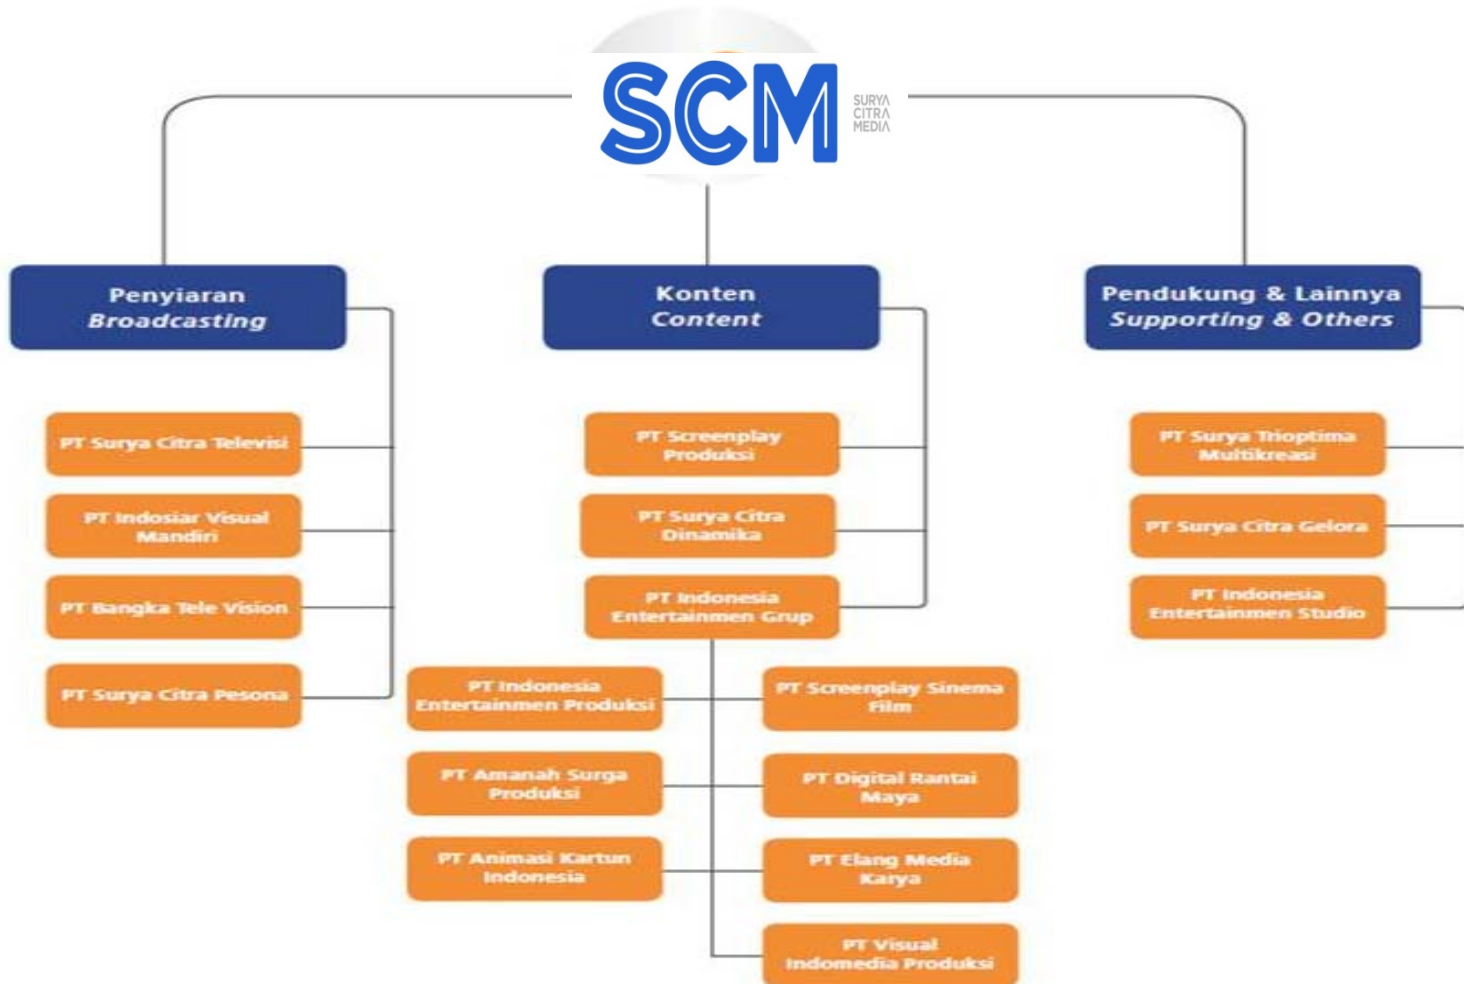 SCM
SURYA
CITRA
MEDIA
Penyiaran
Broadcasting
Konten
Content
Pendukung & Lainnya
Supporting & Others
PT Surya Citra Televisi
PT Indosiar Visual
Mandiri
PT Bangka Tele Vision
PT Surya Citra Pesona
PT Screenplay
Produksi
PT Surya Citra
Dinamika
PT Indonesia
Entertainmen Grup
PT Indonesia
Entertainmen Produksi
PT Amanah Surga
Produksi
PT Animasi Kartun
Indonesia
PT Screenplay Sinema
Film
PT Digital Rantai
Maya
PT Elang Media
Karya
PT Visual
Indomedia Produksi
PT Surya Trioptima
Multikreasi
PT Surya Citra Gelora
PT Indonesia
Entertainmen Studio